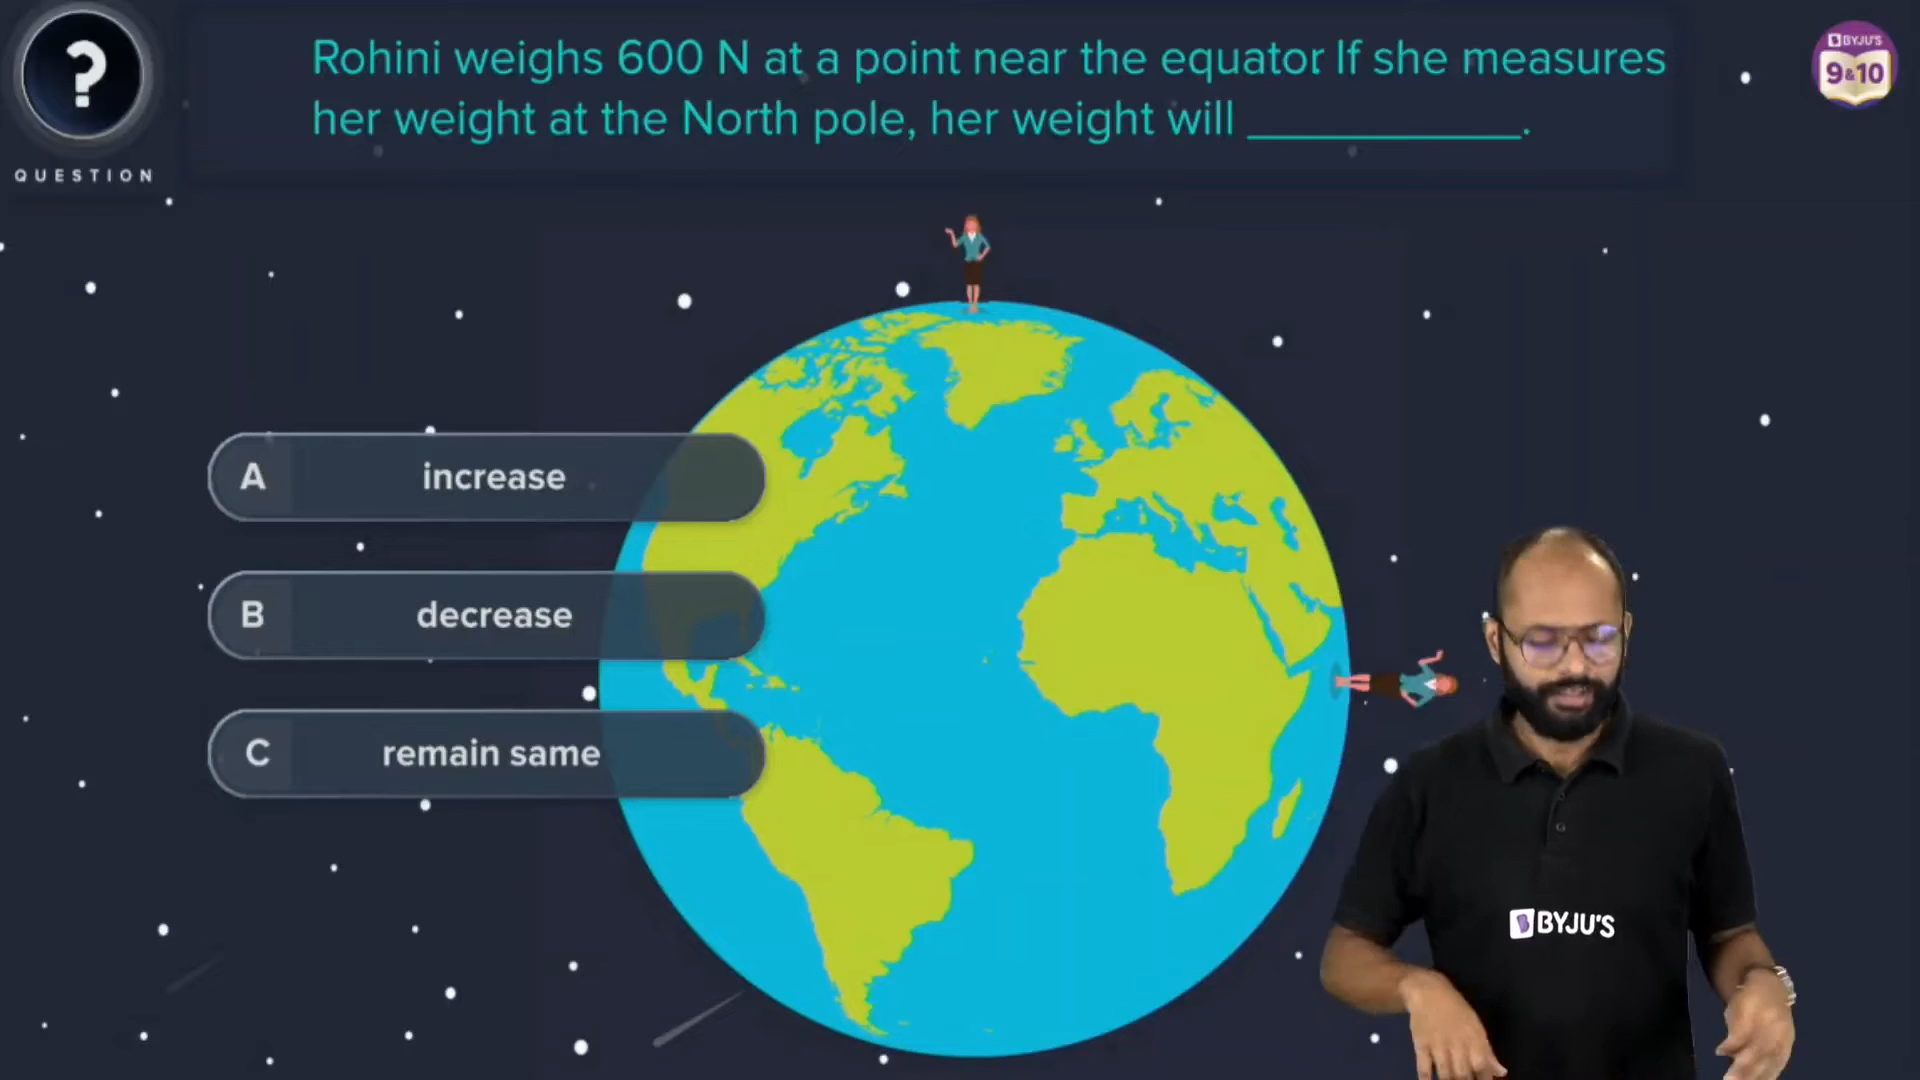 ?
QUESTION
Rohini weighs 600 N at a point near the equator. If she measures
her weight at the North pole, her weight will ____________.
BYJU'S
9&10
A increase
B decrease
C remain same
BYJU'S